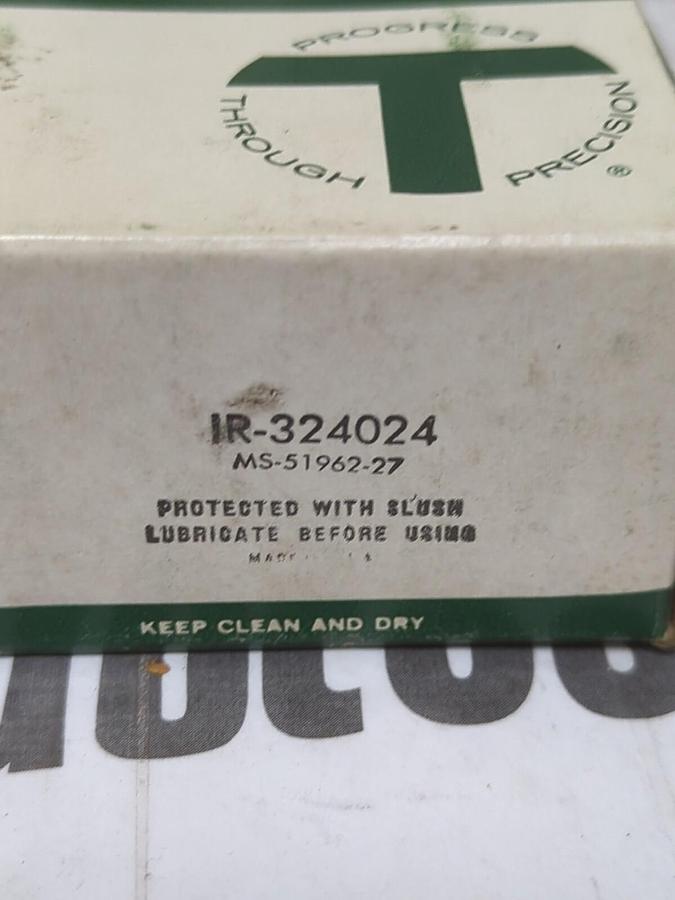 PROGRESS
T
THROUGH PRECISION®
IR-324024
MS-51962-27
PROTECTED WITH SLUSH
LUBRICATE BEFORE USING
KEEP CLEAN AND DRY